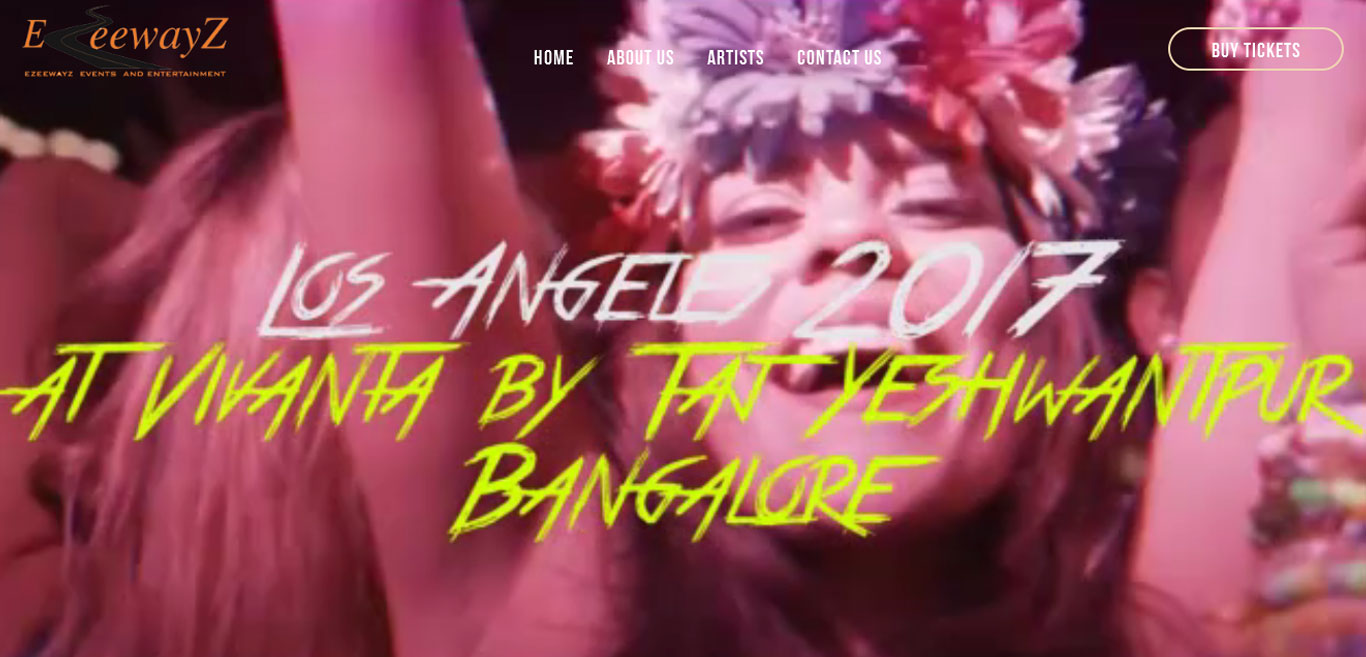 EzeewayZ
EZEEWAYZ EVENTS AND ENTERTAINMENT
HOME ABOUT US ARTISTS CONTACT US
BUY TICKETS
LOS ANGELES 2017
AT VIVANTA BY TAJ YESHWANTPUR
BANGALORE